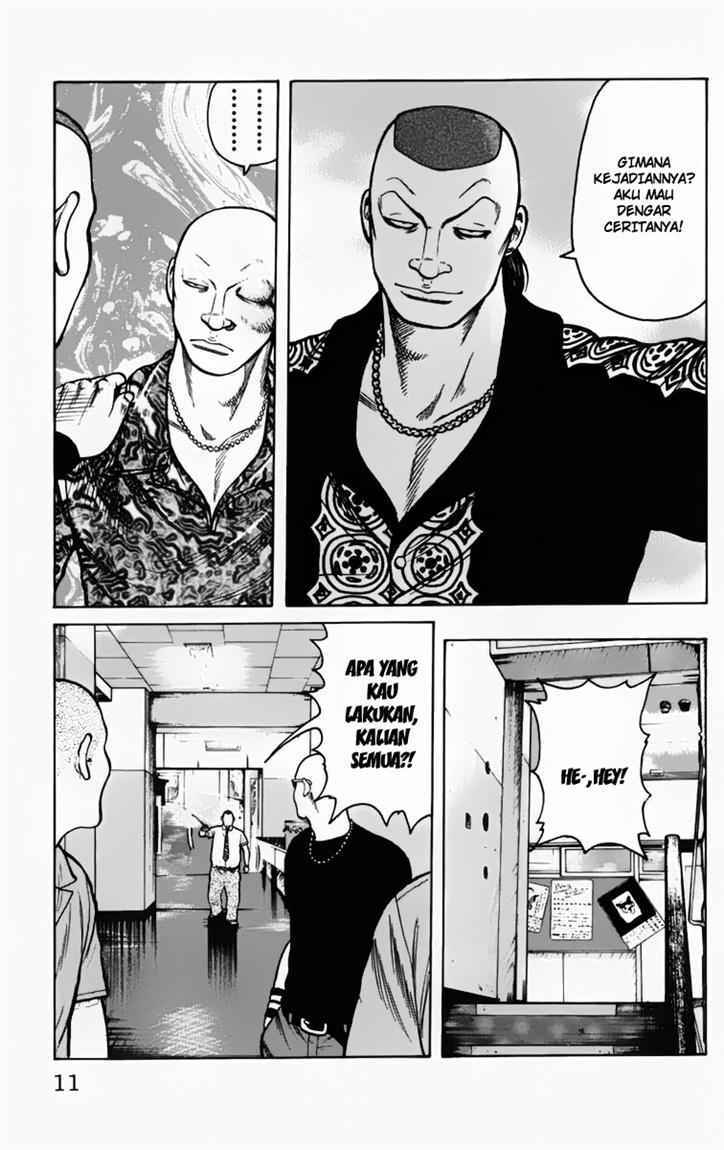 GIMANA
KEJADIANNYA?
AKU MAU
DENGAR
CERITANYA!
HE-,HEY!
APA YANG
KAU
LAKUKAN,
KALIAN
SEMUA?!
11